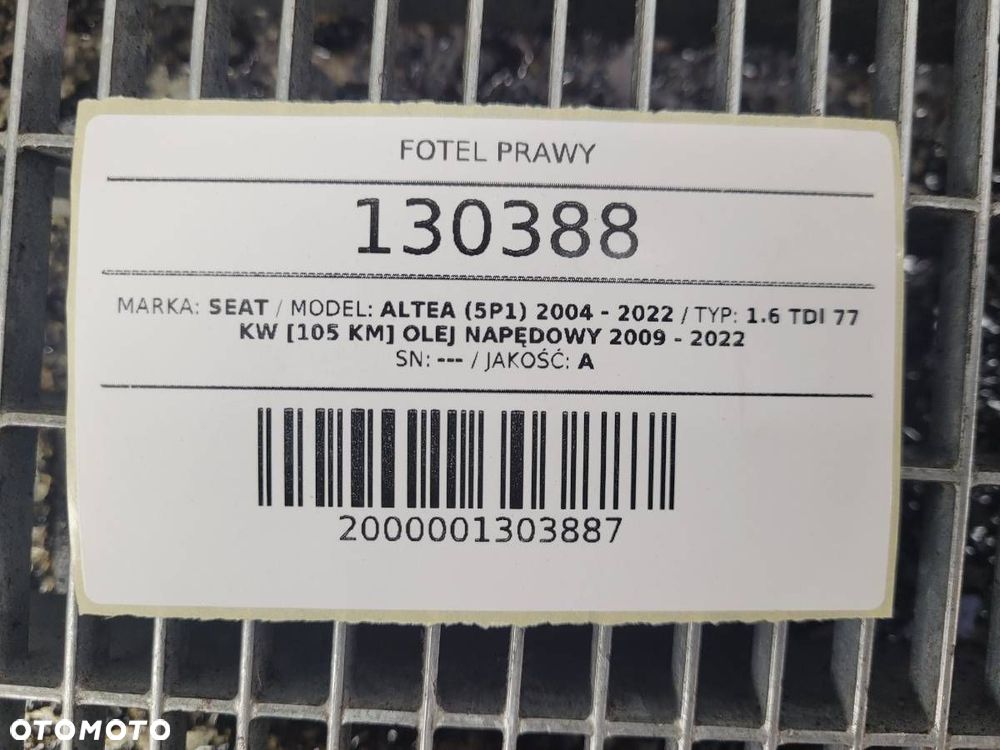 FOTEL PRAWY
130388
MARKA: SEAT / MODEL: ALTEA (5P1) 2004 - 2022 / TYP: 1.6 TDI 77
KW [105 KM] OLEJ NAPĘDOWY 2009 - 2022
SN: --- / JAKOŚĆ: A
2000001303887
OTOMOTO